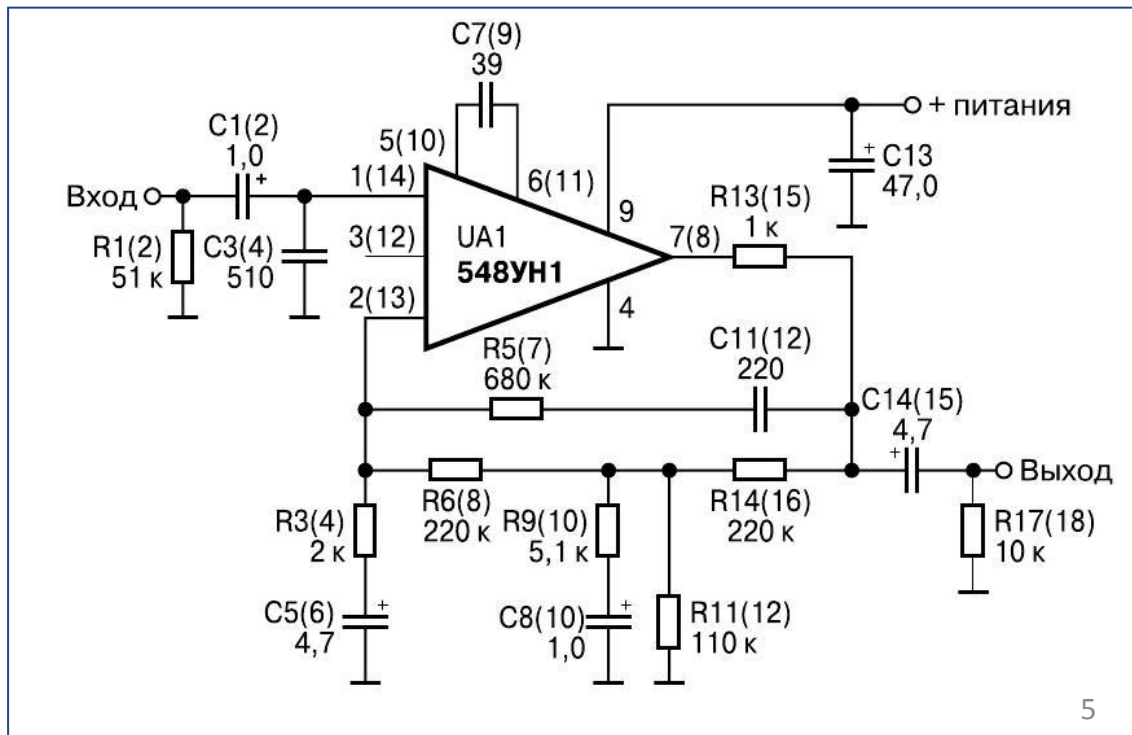 C7(9)
39
C1(2)
1,0
+
5(10)
6(11)
+ питания
+
C13
47,0
Вход
1(14)
R1(2)
51 к
C3(4)
510
3(12)
UA1
548УН1
9
7(8)
R13(15)
1 к
2(13)
4
R5(7)
680 к
C11(12)
220
C14(15)
4,7
+
Выход
R6(8)
220 к
R14(16)
220 к
R3(4)
2 к
R9(10)
5,1 к
R17(18)
10 к
C5(6)
4,7
+
C8(10)
1,0
+
R11(12)
110 к
5